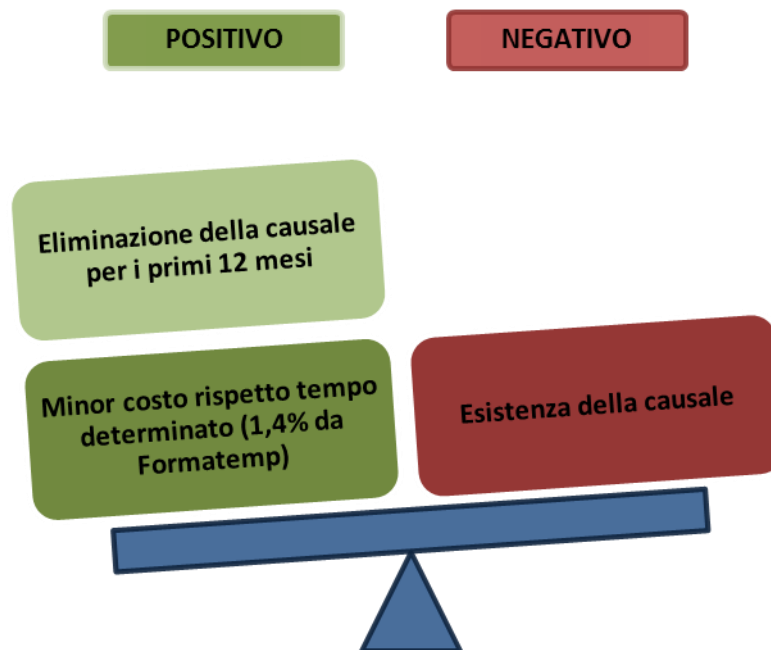 POSITIVO
NEGATIVO
Eliminazione della causale
per i primi 12 mesi
Minor costo rispetto tempo
determinato (1,4% da
Formatemp)
Esistenza della causale